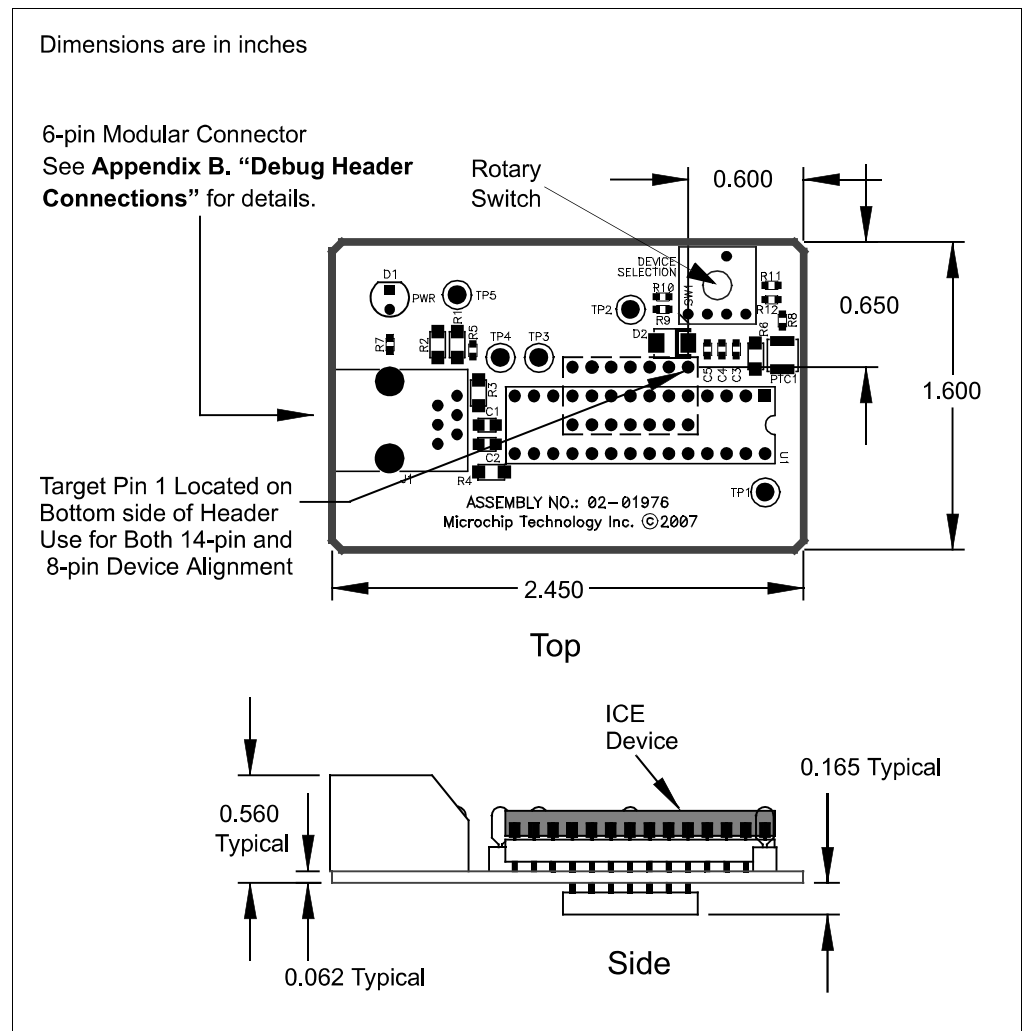 Dimensions are in inches
6-pin Modular Connector
See Appendix B. “Debug Header
Connections” for details.
Rotary
Switch
0.600
0.650
1.600
DEVICE
SELECTION
SW1
D1
PWR
TP5
TP2
R10
R9
R11
R12
R8
R6
D2
R7
R2
R1
R5
TP4
TP3
C5
C4
C3
PTC1
R3
C1
C2
R4
J1
U1
TP1
ASSEMBLY NO.: 02-01976
Microchip Technology Inc. ©2007
Target Pin 1 Located on
Bottom side of Header
Use for Both 14-pin and
8-pin Device Alignment
2.450
Top
ICE
Device
0.165 Typical
0.560
Typical
0.062 Typical
Side